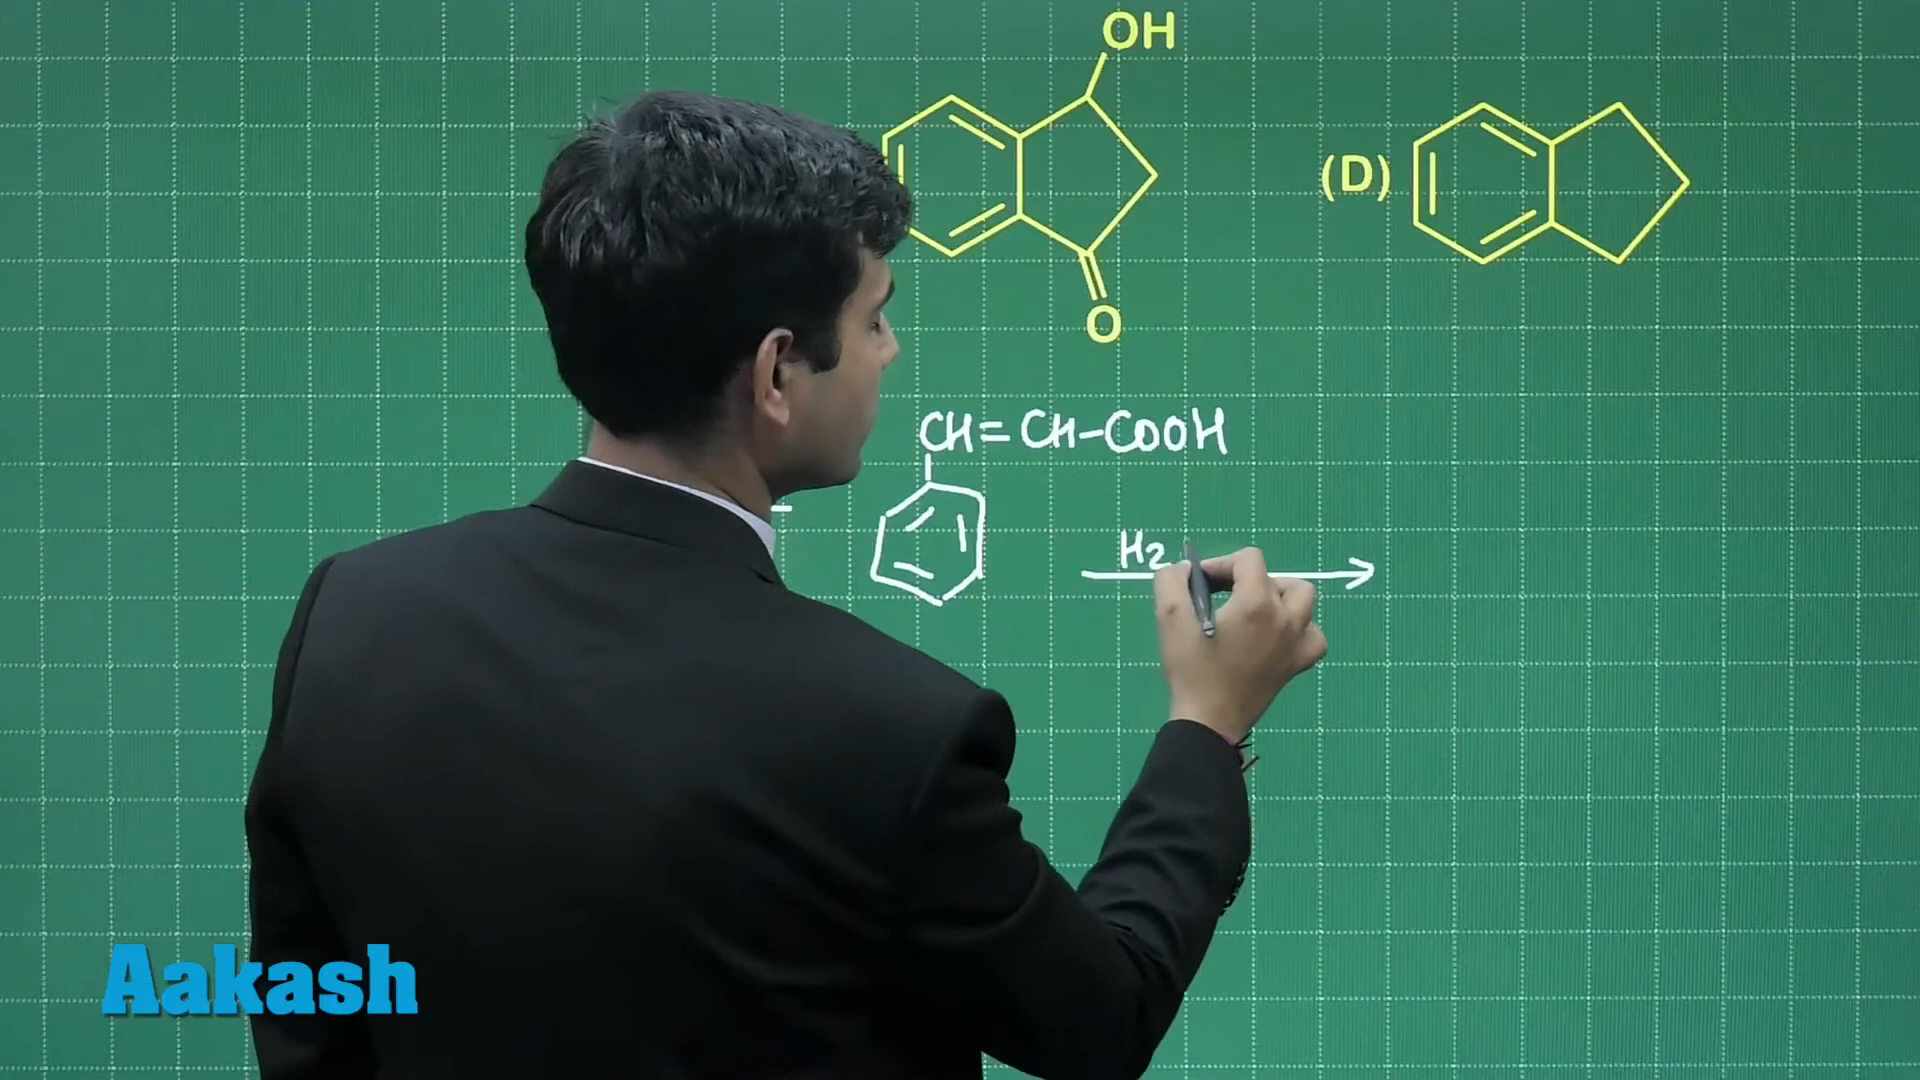 OH
(D)
O
CH=CH-COOH
H2
Aakash